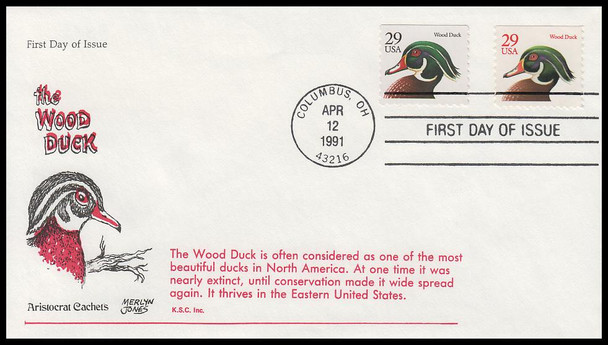 First Day of Issue
the
WOOD
DUCK
29
USA
Wood Duck
29
USA
Wood Duck
COLUMBUS, OH
APR
12
1991
43216
FIRST DAY OF ISSUE
The Wood Duck is often considered as one of the most
beautiful ducks in North America. At one time it was
nearly extinct, until conservation made it wide spread
again. It thrives in the Eastern United States.
K.S.C. Inc.
Aristocrat Cachets
MERLYN
JONES